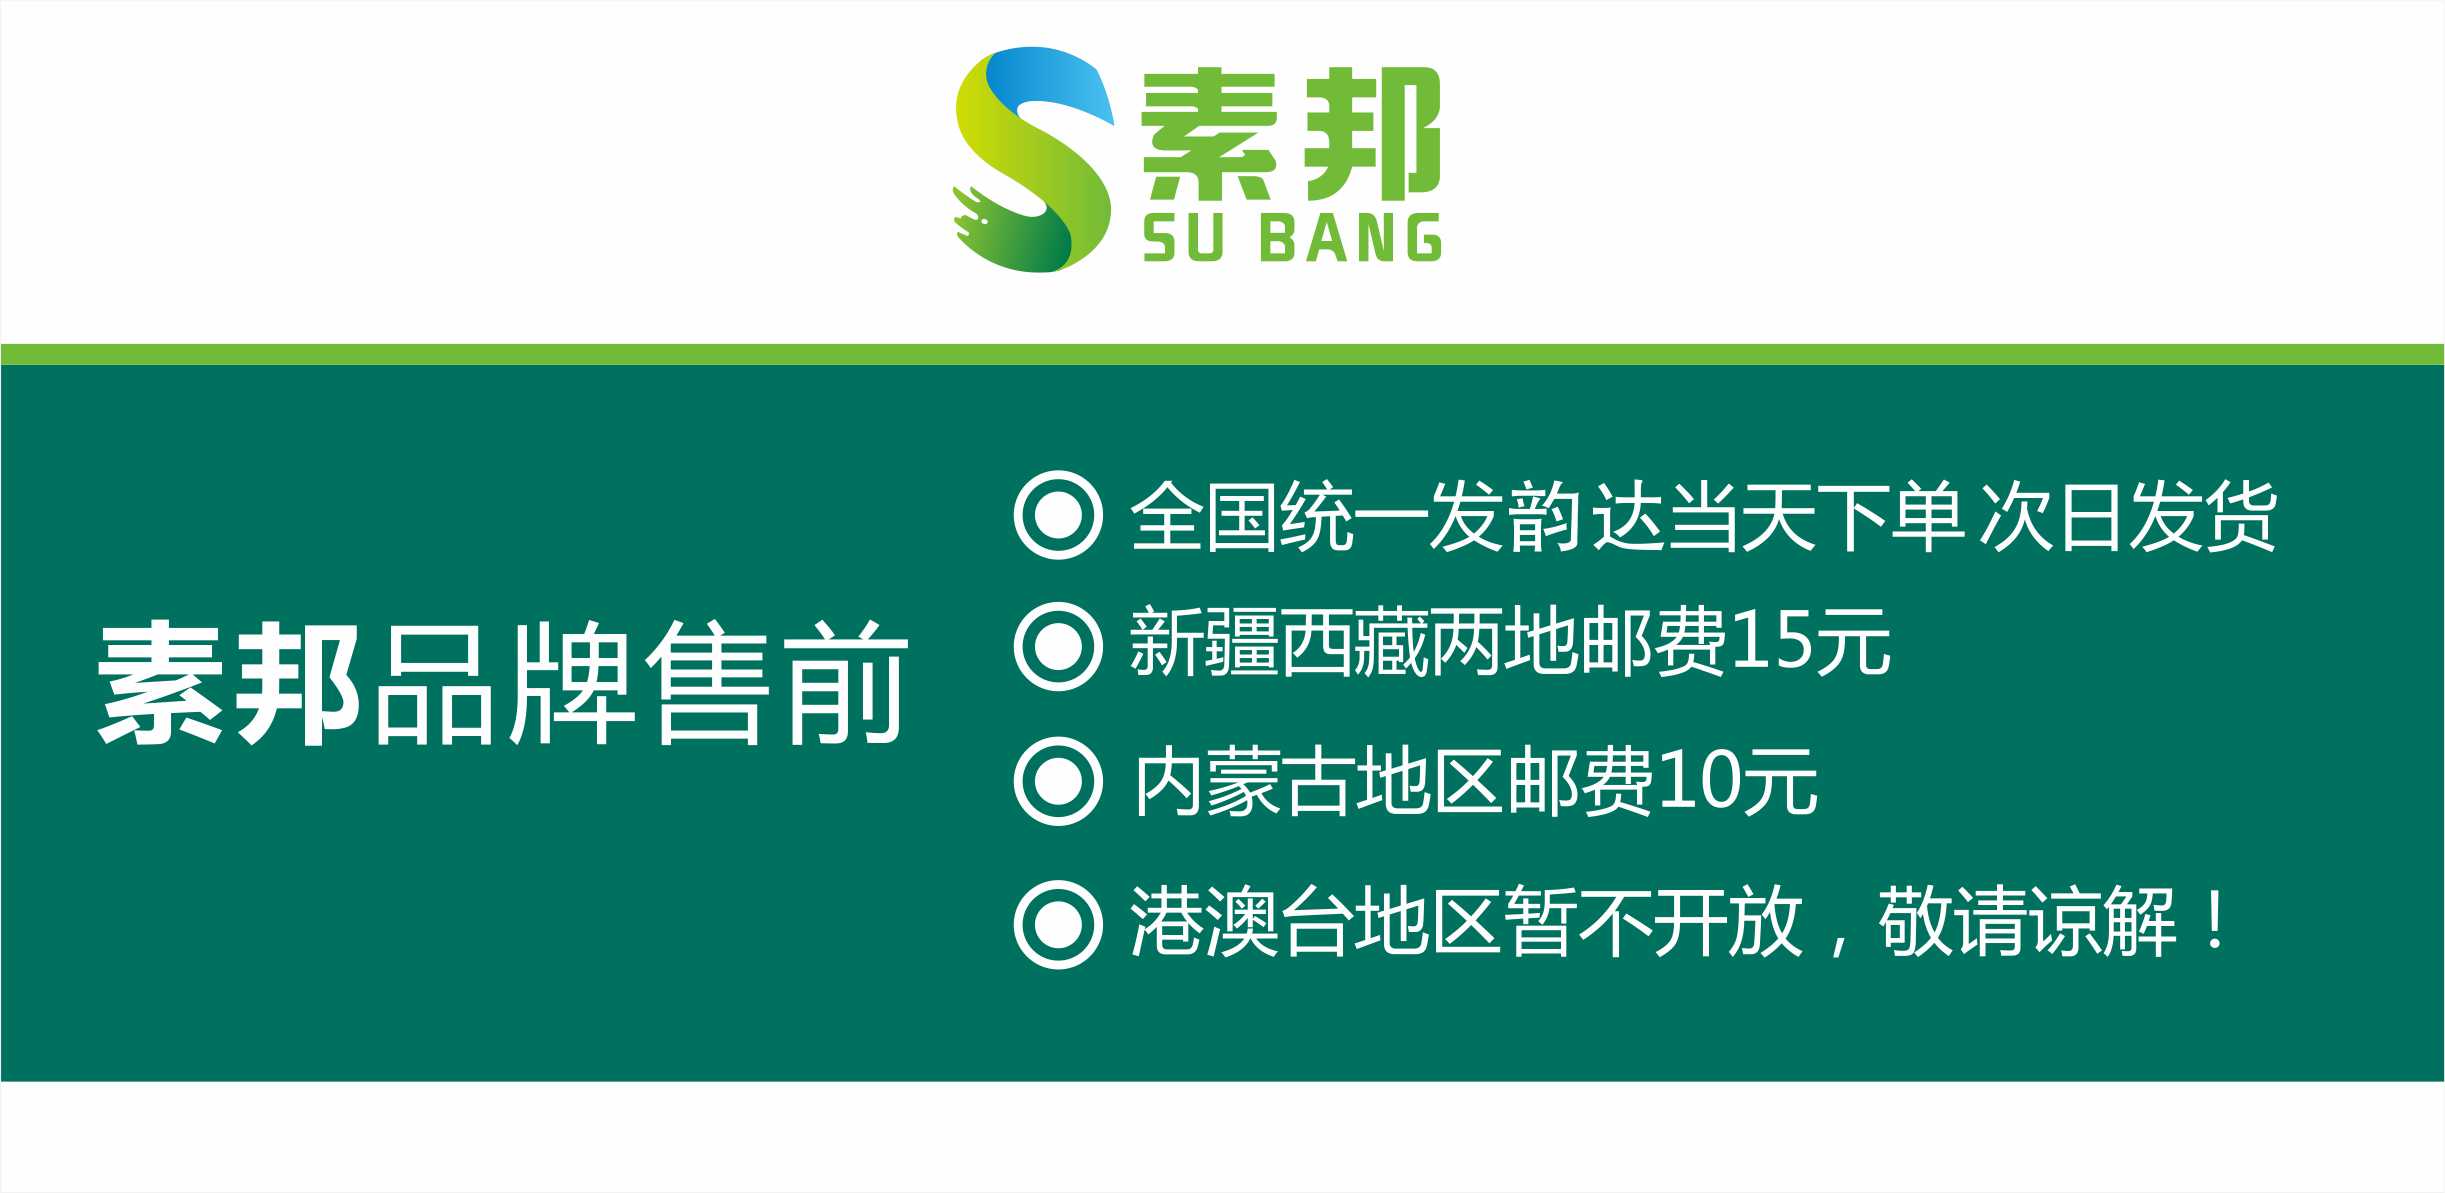 素邦
SU BANG
素邦品牌售前
全国统一发韵达当天下单 次日发货
新疆西藏两地邮费15元
内蒙古地区邮费10元
港澳台地区暂不开放，敬请谅解！